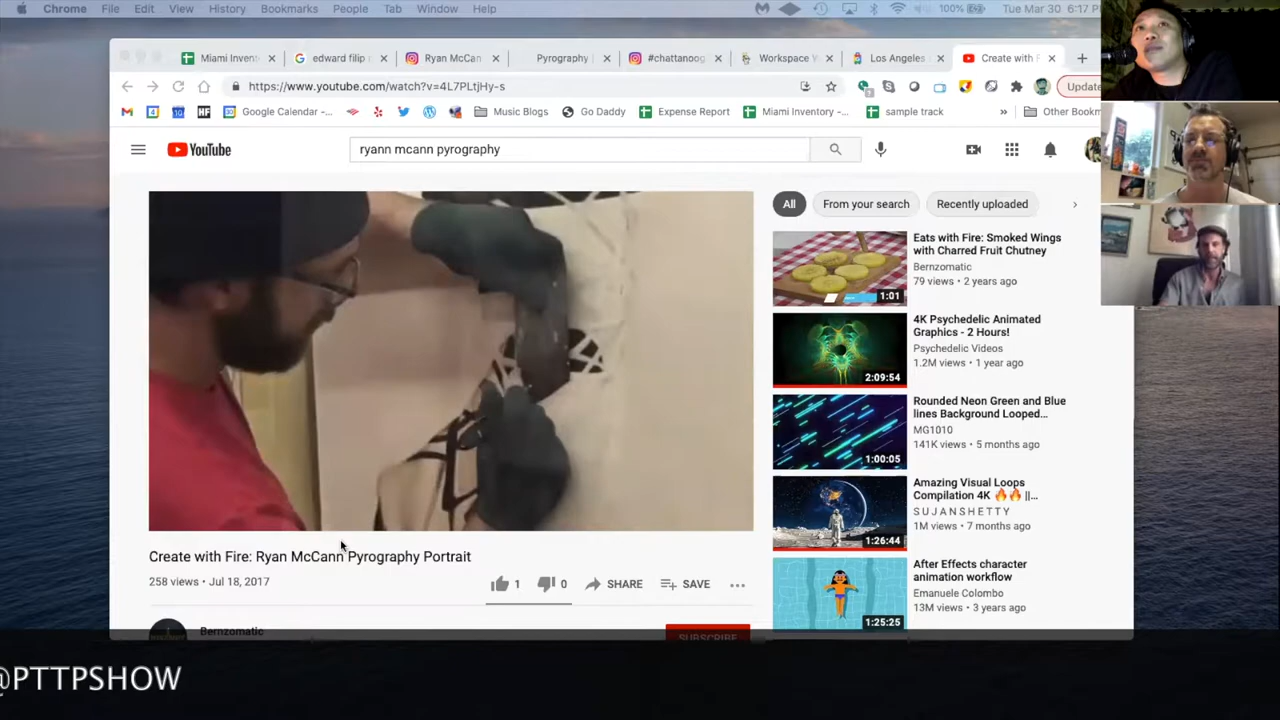 Chrome File Edit View History Bookmarks People Tab Window Help 100% Tue Mar 30 6:17 P
Miami Invent edward filip Ryan McCan Pyrography #chattanoog Workspace Los Angeles Create with F
https://www.youtube.com/watch?v=4L7PLtjHy-s Update
Google Calendar -... Music Blogs Go Daddy Expense Report Miami Inventory -... sample track » Other Bookm
YouTube
ryann mcann pyrography
All From your search Recently uploaded
Eats with Fire: Smoked Wings
with Charred Fruit Chutney
Bernzomatic
79 views • 2 years ago
1:01
4K Psychedelic Animated
Graphics - 2 Hours!
Psychedelic Videos
1.2M views • 1 year ago
2:09:54
Rounded Neon Green and Blue
lines Background Looped...
MG1010
141K views • 5 months ago
1:00:05
Amazing Visual Loops
Compilation 4K 🔥🔥 ||...
S U J A N S H E T T Y
1M views • 7 months ago
1:26:44
After Effects character
animation workflow
Emanuele Colombo
13M views • 3 years ago
1:25:25
Create with Fire: Ryan McCann Pyrography Portrait
258 views • Jul 18, 2017
1 0 SHARE SAVE
Bernzomatic
SUBSCRIBE
@PTTPSHOW